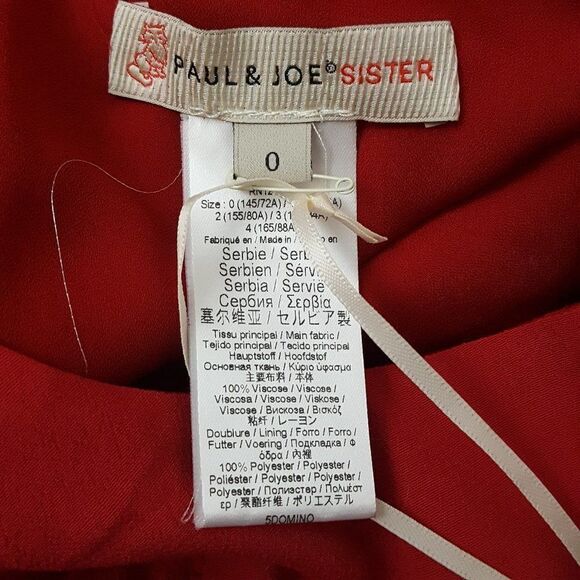 PAUL & JOE® SISTER
0
Size : 0 (145/72A) /
2 (155/80A) / 3 (1
4 (165/88A
Fabriqué en / Made in /
Serbie / Serb
Serbien / Sérv
Serbia / Servië
Сербия / Σερβία
塞尔维亚 / セルビア製
Tissu principal / Main fabric /
Tejido principal / Tecido principal
Hauptstoff / Hoofdstof
Основная ткань / Κύριο ύφασμα
主要布料 / 本体
100% Viscose / Viscose /
Viscosa / Viscose / Viskose /
Viscose / Вискоза / Βισκόζ
粘纤 / レーヨン
Doublure / Lining / Forro / Forro /
Futter / Voering / Подкладка / Φ
όδρα / 內裡
100% Polyester / Polyester /
Poliéster / Polyester / Polyester /
Polyester / Полиэстер / Πολυέστ
ερ / 聚酯纤维 / ポリエステル
5DOMINO